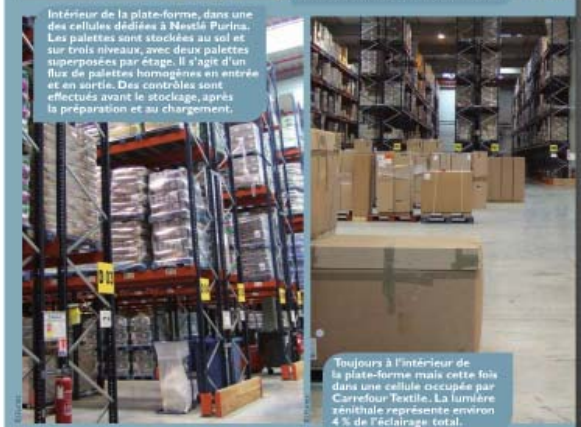 Intérieur de la plate-forme, dans une
des cellules dédiées à Nestlé Purina.
Les palettes sont stockées au sol et
sur trois niveaux, avec deux palettes
superposées par étage. Il s'agit d'un
flux de palettes homogènes en entrée
et en sortie. Des contrôles sont
effectués avant le stockage, après
la préparation et au chargement.
Toujours à l'intérieur de
la plate-forme mais cette fois
dans une cellule occupée par
Carrefour Textile. La lumière
zénithale représente environ
4 % de l'éclairage total.